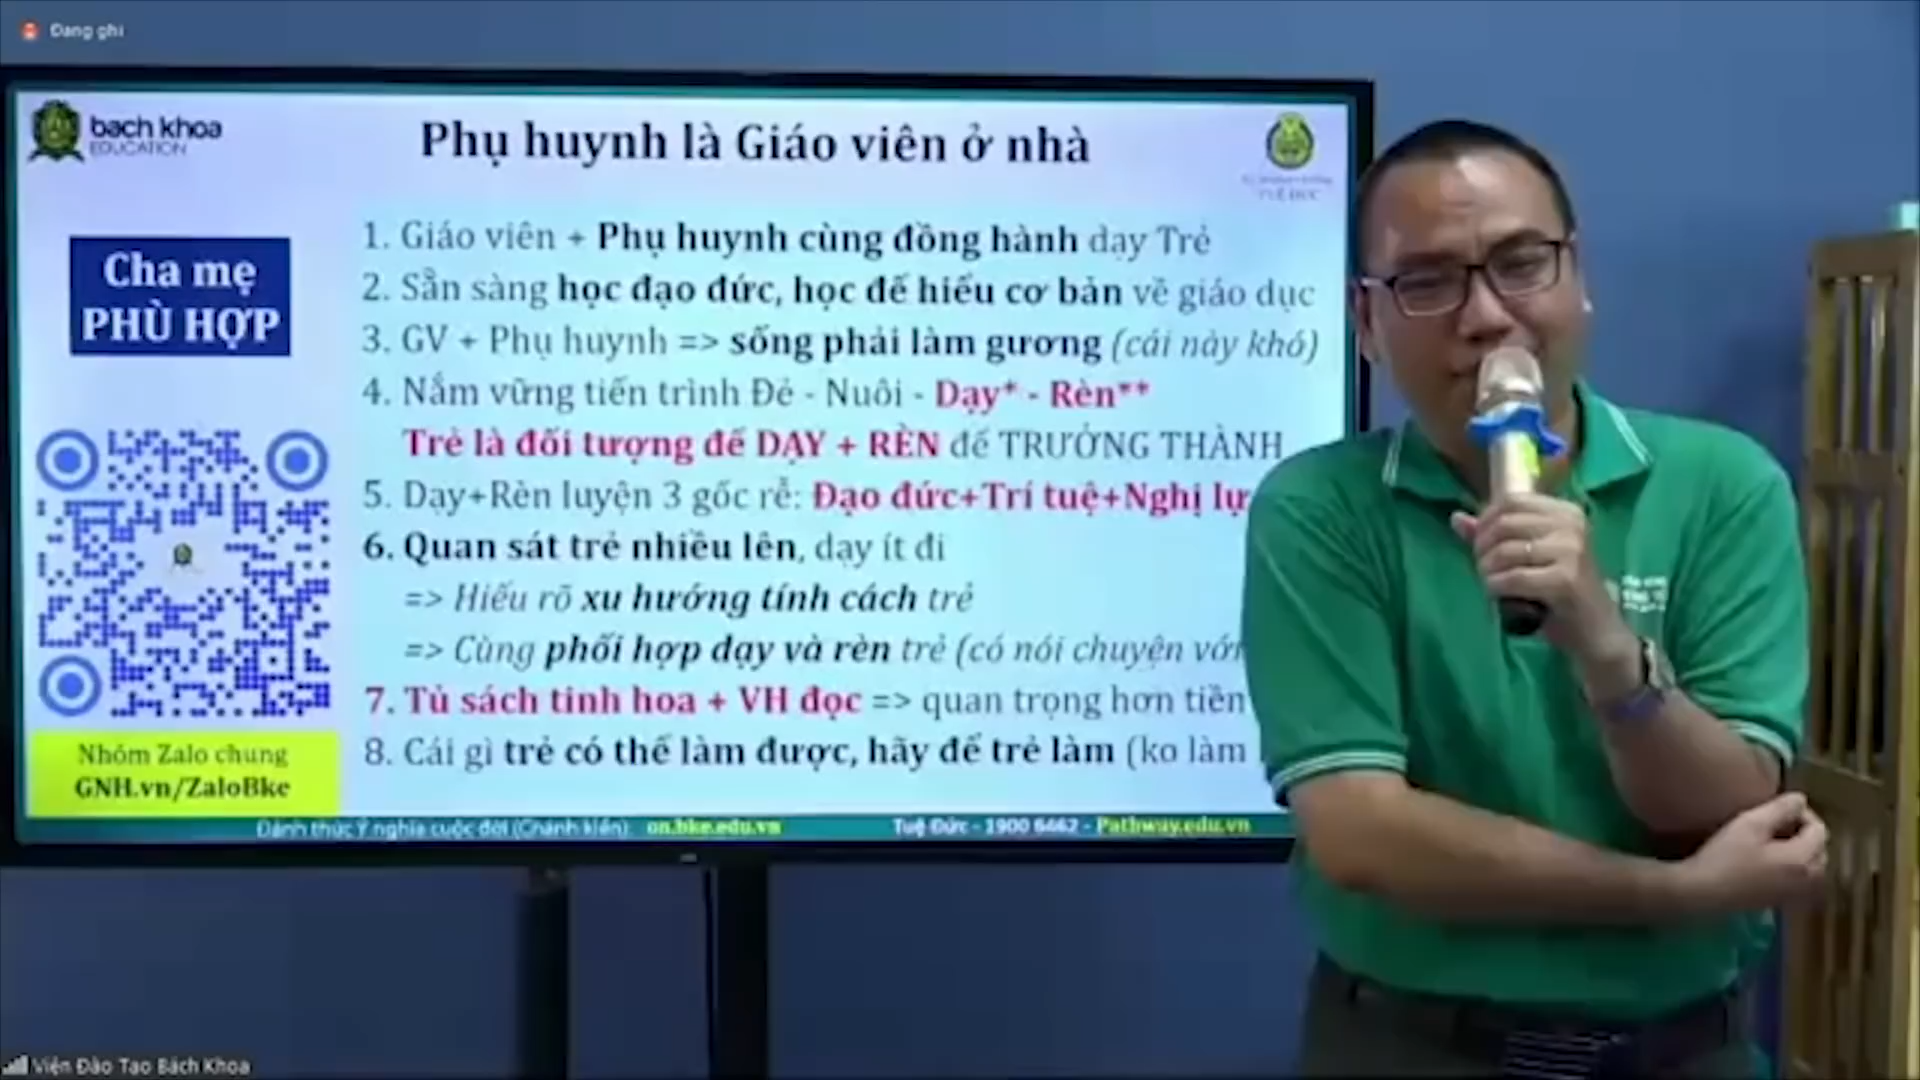 Đang ghi
bach khoa
EDUCATION
Phụ huynh là Giáo viên ở nhà
Cha mẹ
PHÙ HỢP
1. Giáo viên + Phụ huynh cùng đồng hành dạy Trẻ
2. Sẵn sàng học đạo đức, học để hiểu cơ bản về giáo dục
3. GV + Phụ huynh => sống phải làm gương (cái này khó)
4. Nắm vững tiến trình Đẻ - Nuôi - Dạy* - Rèn**
Trẻ là đối tượng để DẠY + RÈN để TRƯỞNG THÀNH
5. Dạy+Rèn luyện 3 gốc rễ: Đạo đức+Trí tuệ+Nghị lự
6. Quan sát trẻ nhiều lên, dạy ít đi
=> Hiểu rõ xu hướng tính cách trẻ
=> Cùng phối hợp dạy và rèn trẻ (có nói chuyện với
7. Tủ sách tinh hoa + VH đọc => quan trọng hơn tiền
8. Cái gì trẻ có thể làm được, hãy để trẻ làm (ko làm
Nhóm Zalo chung
GNH.vn/ZaloBke
Đánh thức Ý nghĩa cuộc đời (Chánh kiến): on.bke.edu.vn
Tuệ Đức - 1900 6462 - Pathway.edu.vn
Viện Đào Tạo Bách Khoa